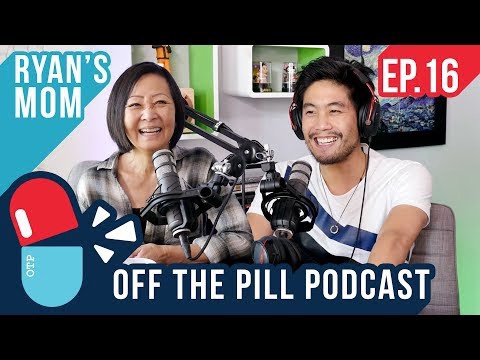 RYAN'S
MOM
EP.16
OTP
OFF THE PILL PODCAST